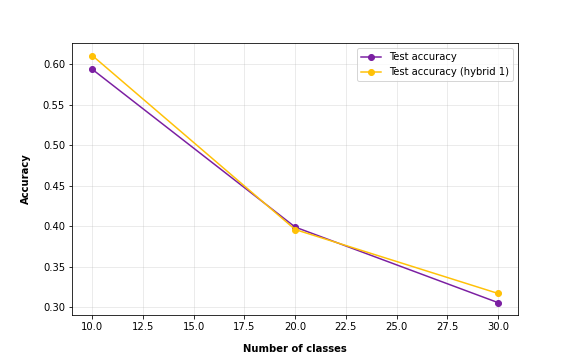 Test accuracy
Test accuracy (hybrid 1)
0.60
0.55
0.50
0.45
0.40
0.35
0.30
Accuracy
10.0 12.5 15.0 17.5 20.0 22.5 25.0 27.5 30.0
Number of classes